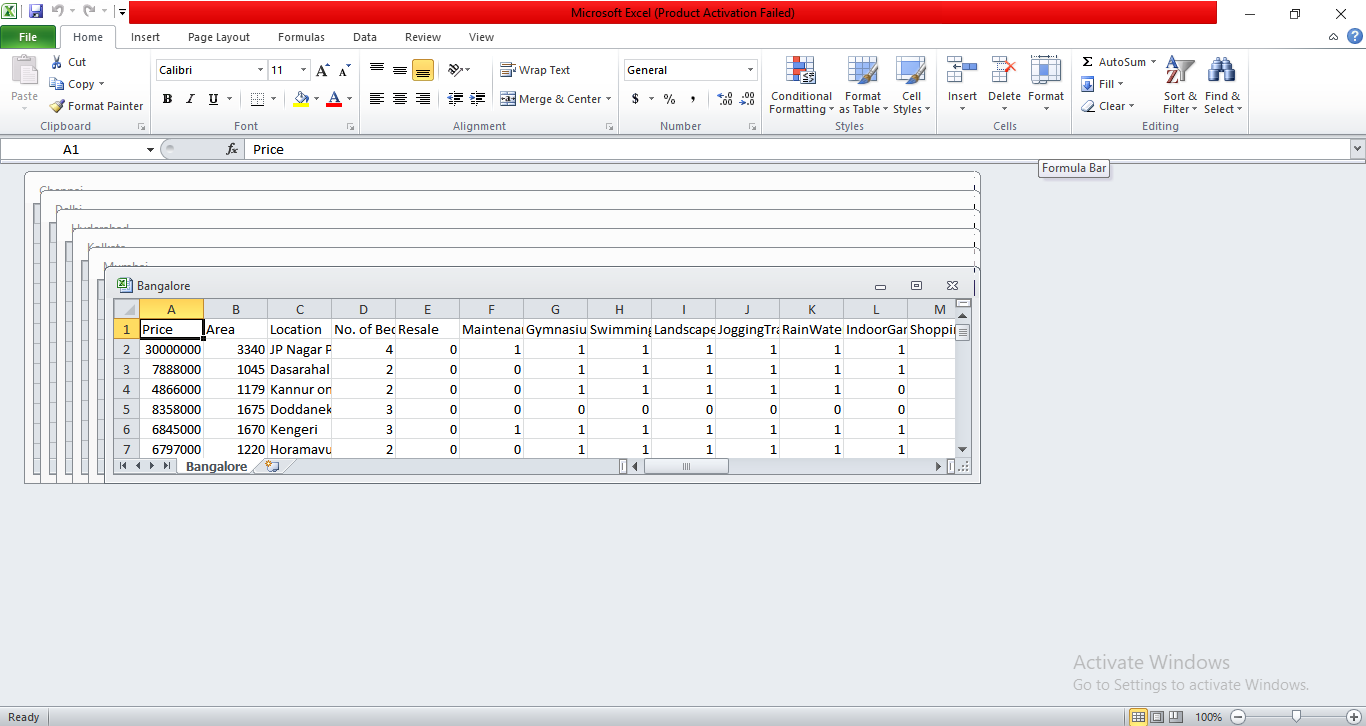 Microsoft Excel (Product Activation Failed)
File Home Insert Page Layout Formulas Data Review View
Paste Cut Copy Format Painter
Calibri 11
B I U
Wrap Text
Merge & Center
General
$ % ,
Conditional Formatting Format as Table Cell Styles
Insert Delete Format
Σ AutoSum Fill Clear
Sort & Filter Find & Select
Clipboard Font Alignment Number Styles Cells Editing
A1 fx Price
Formula Bar
Chennai
Delhi
Hyderabad
Kolkata
Mumbai
Bangalore
A B C D E F G H I J K L M
1 Price Area Location No. of Bec Resale Maintenai Gymnasiu Swimming Landscape JoggingTra RainWate IndoorGar Shoppin
2 30000000 3340 JP Nagar P 4 0 1 1 1 1 1 1 1
3 7888000 1045 Dasarahal 2 0 0 1 1 1 1 1 1
4 4866000 1179 Kannur on 2 0 0 1 1 1 1 1 0
5 8358000 1675 Doddanek 3 0 0 0 0 0 0 0 0
6 6845000 1670 Kengeri 3 0 1 1 1 1 1 1 1
7 6797000 1220 Horamavu 2 0 0 1 1 1 1 1 1
Bangalore
Activate Windows
Go to Settings to activate Windows.
Ready 100%